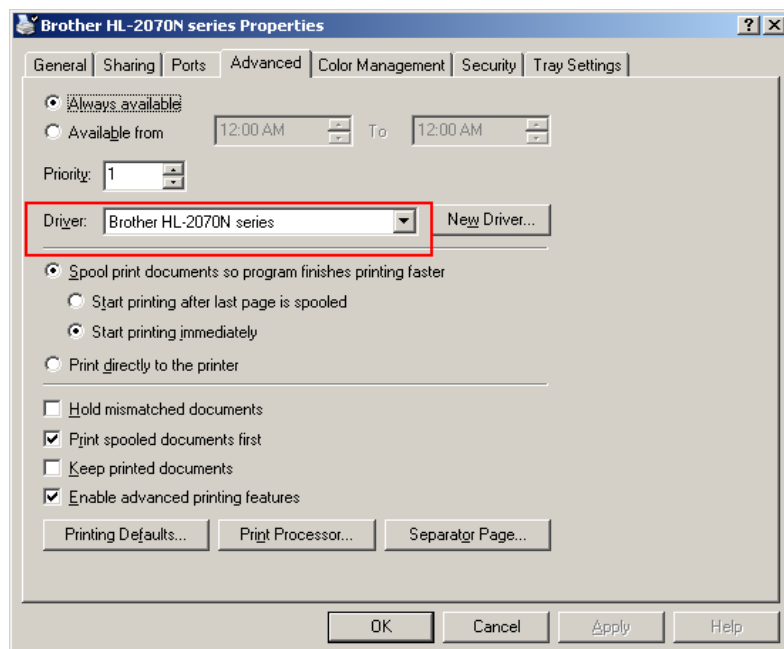 Brother HL-2070N series Properties
General Sharing Ports Advanced Color Management Security Tray Settings
Always available
Available from 12:00 AM To 12:00 AM
Priority: 1
Driver: Brother HL-2070N series New Driver...
Spool print documents so program finishes printing faster
Start printing after last page is spooled
Start printing immediately
Print directly to the printer
Hold mismatched documents
Print spooled documents first
Keep printed documents
Enable advanced printing features
Printing Defaults... Print Processor... Separator Page...
OK Cancel Apply Help